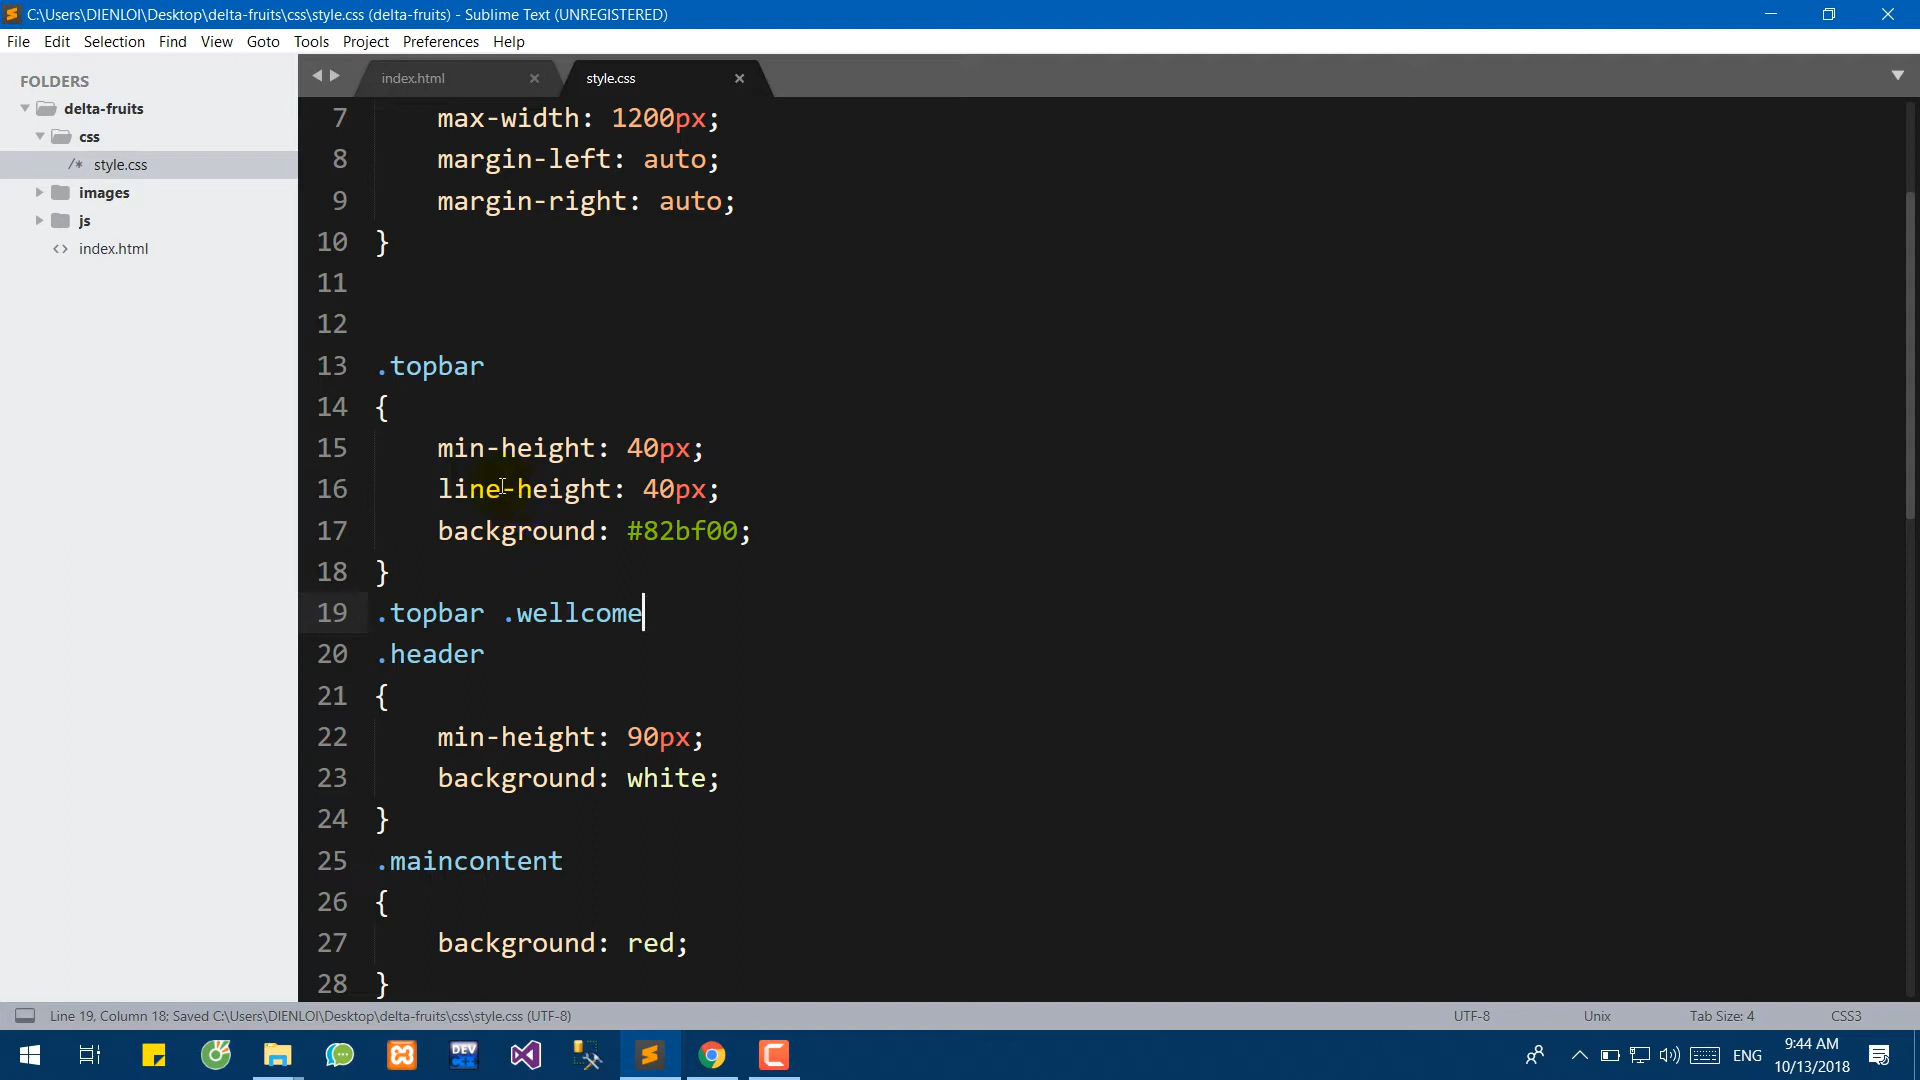 C:\Users\DIENLOI\Desktop\delta-fruits\css\style.css (delta-fruits) - Sublime Text (UNREGISTERED)
File Edit Selection Find View Goto Tools Project Preferences Help
FOLDERS
delta-fruits
css
/* style.css
images
js
<> index.html
index.html
style.css
7 max-width: 1200px;
8 margin-left: auto;
9 margin-right: auto;
10 }
11
12
13 .topbar
14 {
15 min-height: 40px;
16 line-height: 40px;
17 background: #82bf00;
18 }
19 .topbar .wellcome
20 .header
21 {
22 min-height: 90px;
23 background: white;
24 }
25 .maincontent
26 {
27 background: red;
28 }
Line 19, Column 18; Saved C:\Users\DIENLOI\Desktop\delta-fruits\css\style.css (UTF-8)
UTF-8 Unix Tab Size: 4 CSS3
DEV
ENG
9:44 AM
10/13/2018